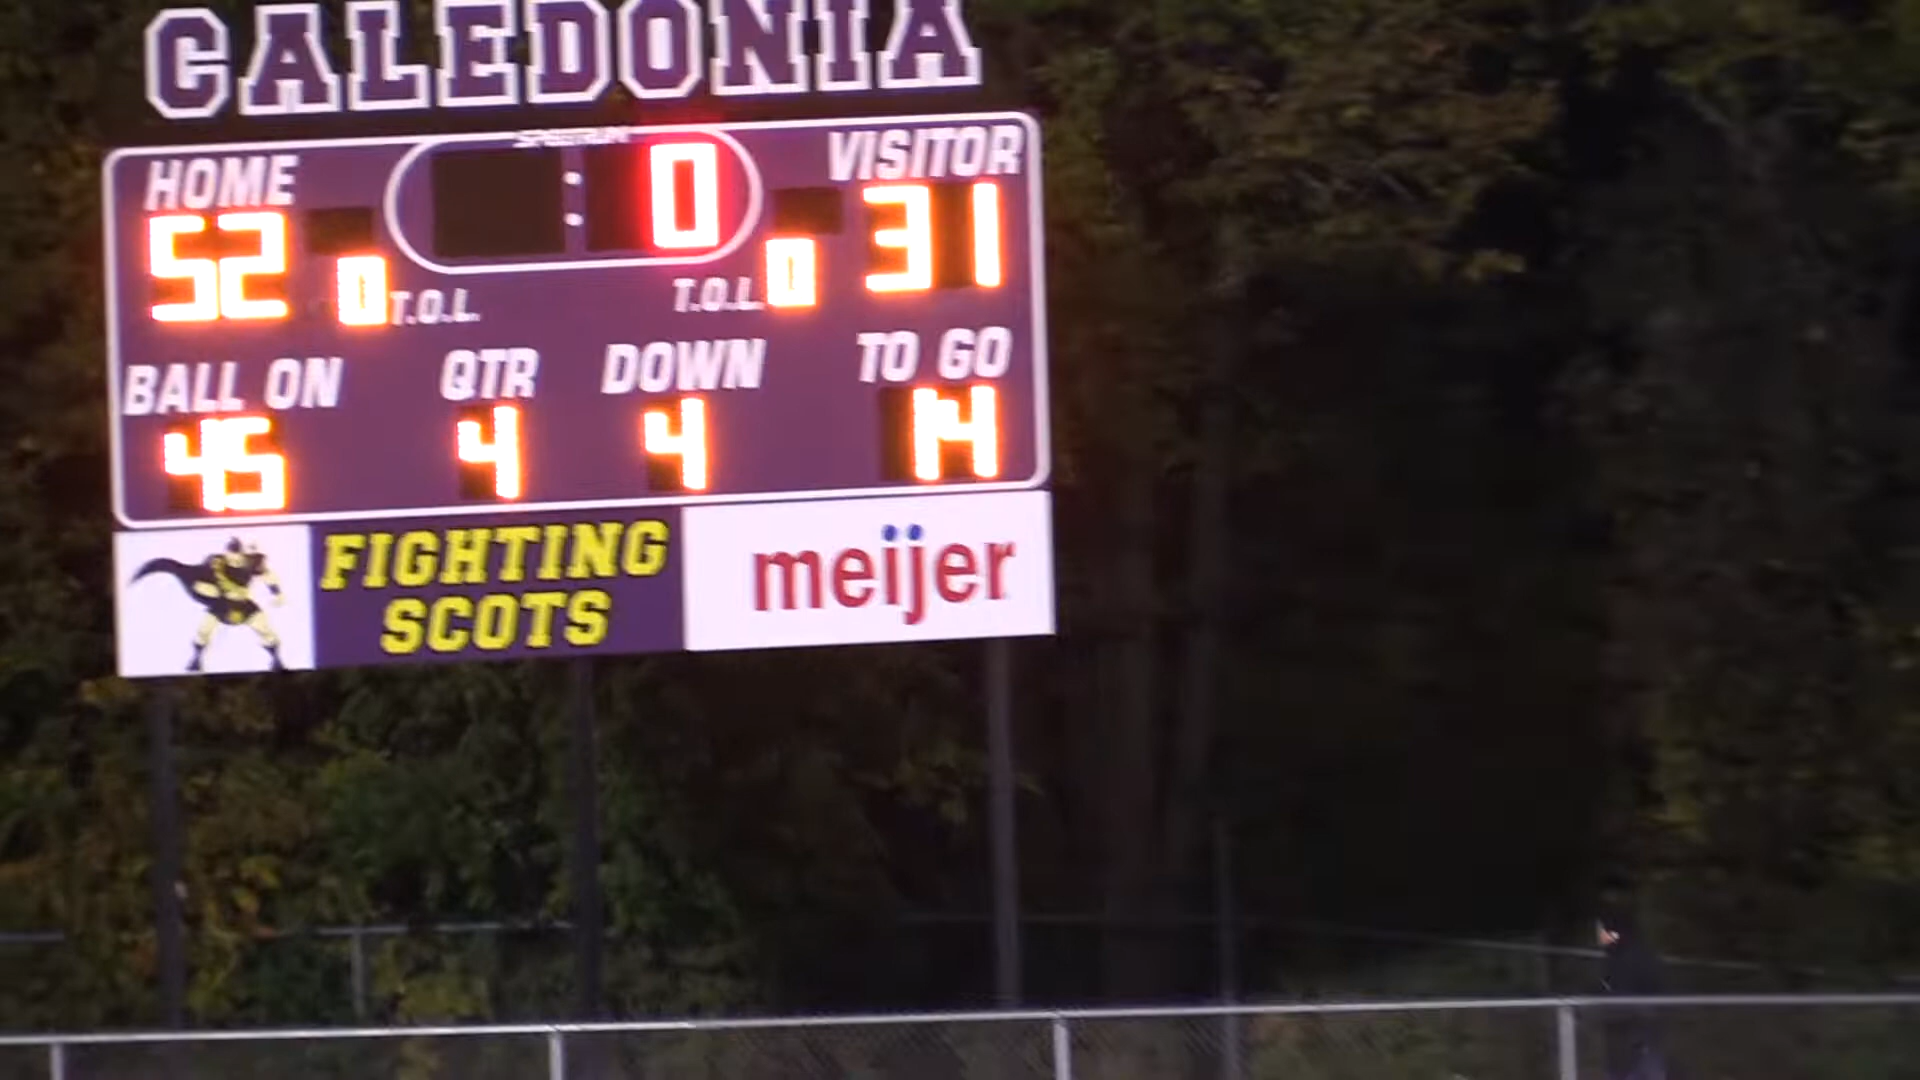 CALEDONIA
SPECTRUM
HOME : 0 VISITOR
52 0 T.O.L. T.O.L. 0 31
BALL ON QTR DOWN TO GO
45 4 4 14
FIGHTING
SCOTS
meijer